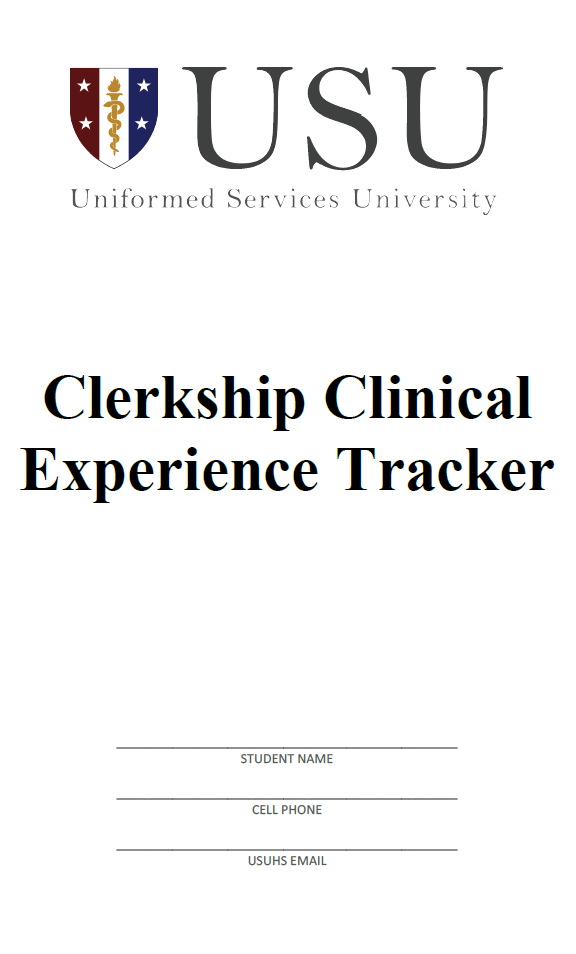 USU
Uniformed Services University
Clerkship Clinical
Experience Tracker
STUDENT NAME
CELL PHONE
USUHS EMAIL